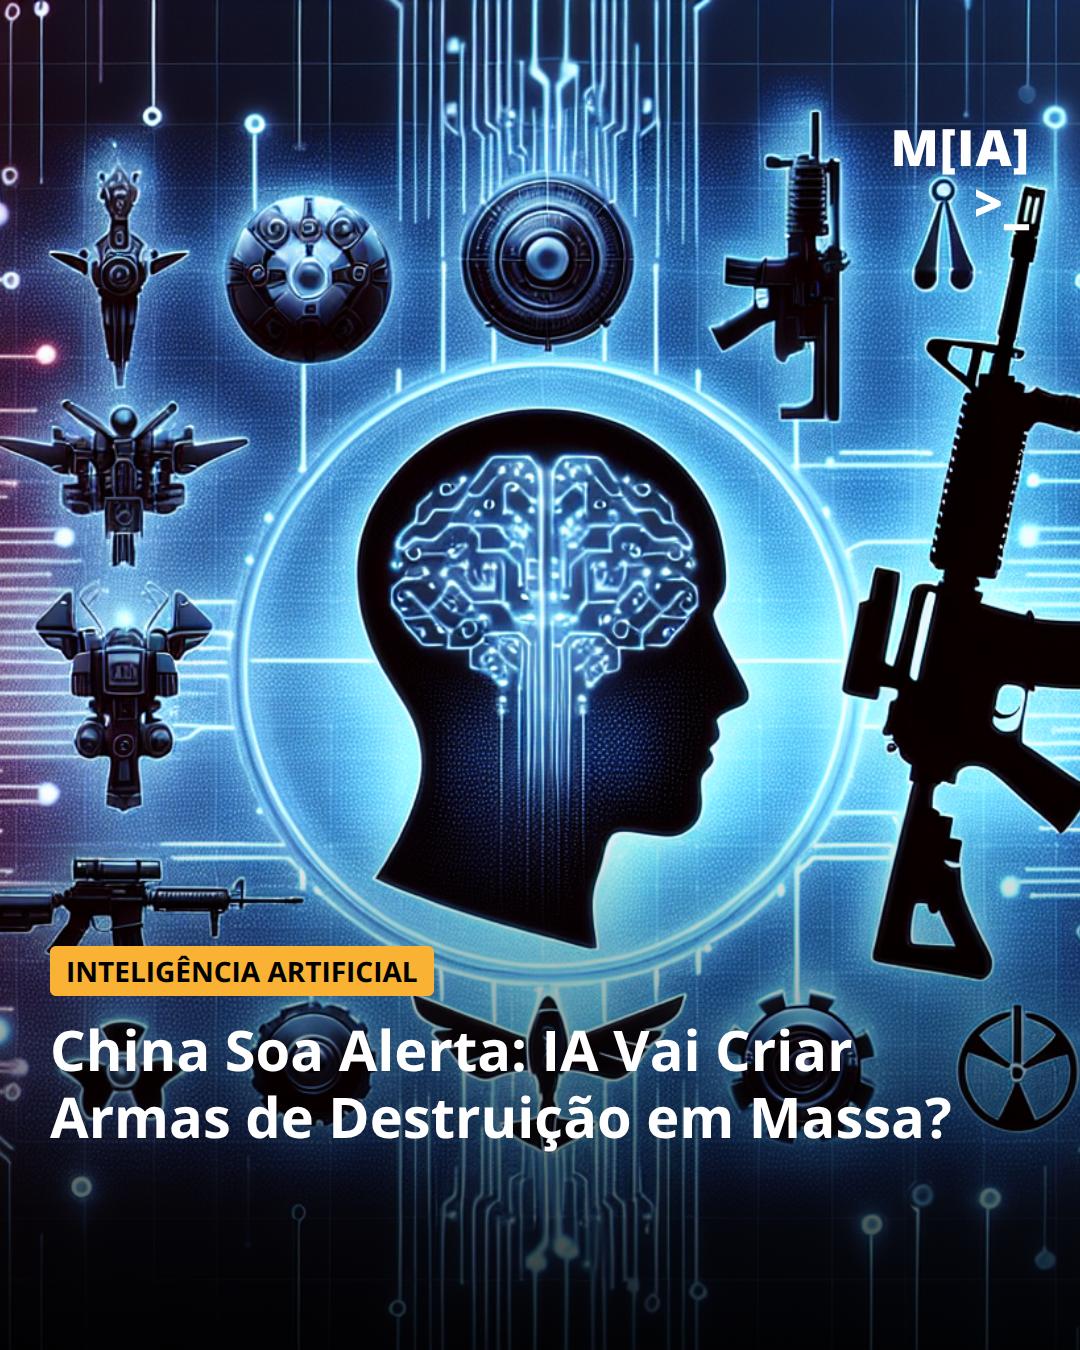 M[IA]
>_
INTELIGÊNCIA ARTIFICIAL
China Soa Alerta: IA Vai Criar
Armas de Destruição em Massa?